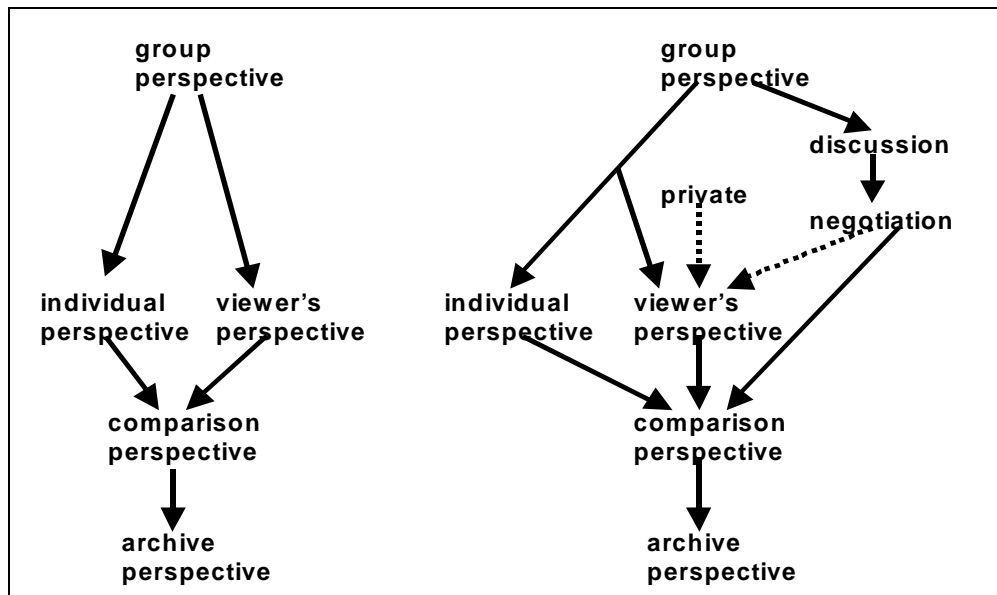 group
perspective
individual
perspective
viewer's
perspective
comparison
perspective
archive
perspective
group
perspective
discussion
private
negotiation
individual
perspective
viewer's
perspective
comparison
perspective
archive
perspective